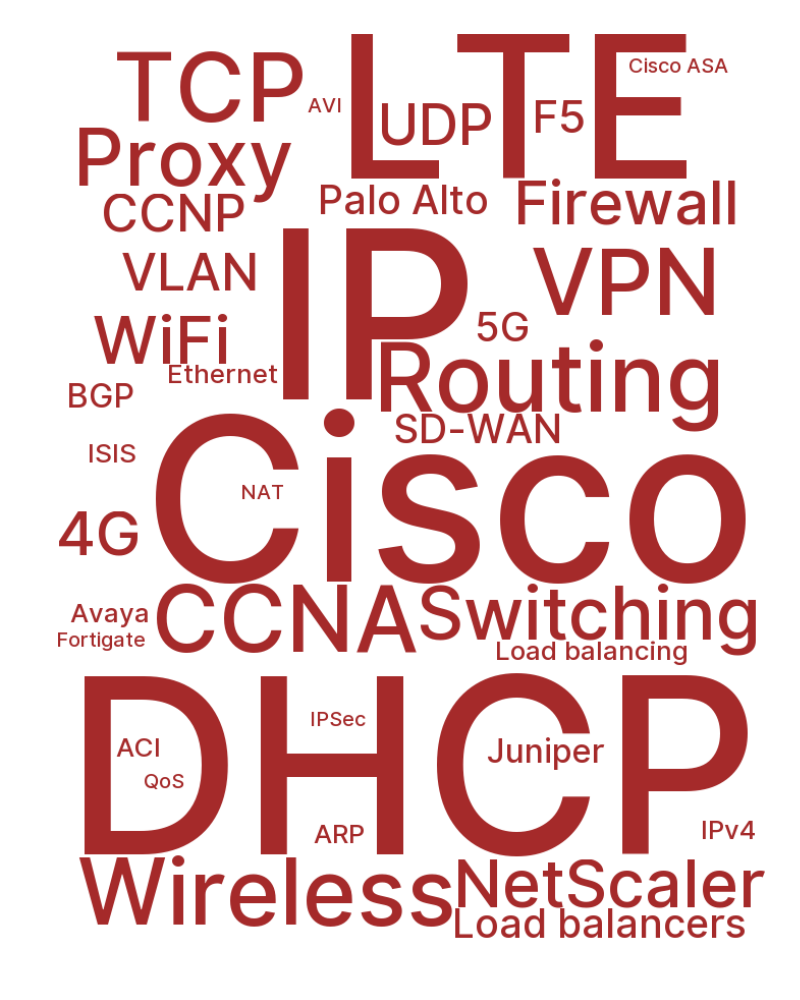 LTE
TCP
Cisco ASA
AVI
UDP
F5
Proxy
Palo Alto
Firewall
CCNP
IP
VLAN
VPN
WiFi
5G
Ethernet
Routing
BGP
SD-WAN
ISIS
Cisco
NAT
4G
CCNA
Switching
Avaya
Fortigate
Load balancing
DHCP
IPSec
ACI
Juniper
QoS
ARP
IPv4
Wireless
NetScaler
Load balancers